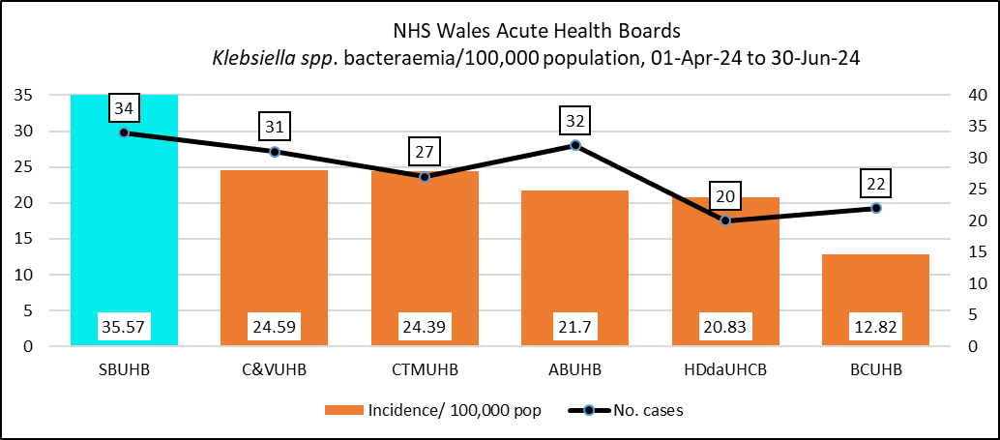 NHS Wales Acute Health Boards
Klebsiella spp. bacteraemia/100,000 population, 01-Apr-24 to 30-Jun-24
35 40
30 35
25 30
20 25
15 20
10 15
5 10
0 5
0
34 31 27 32 20 22
35.57 24.59 24.39 21.7 20.83 12.82
SBUHB C&VUHB CTMUHB ABUHB HDdaUHCB BCUHB
Incidence/ 100,000 pop No. cases